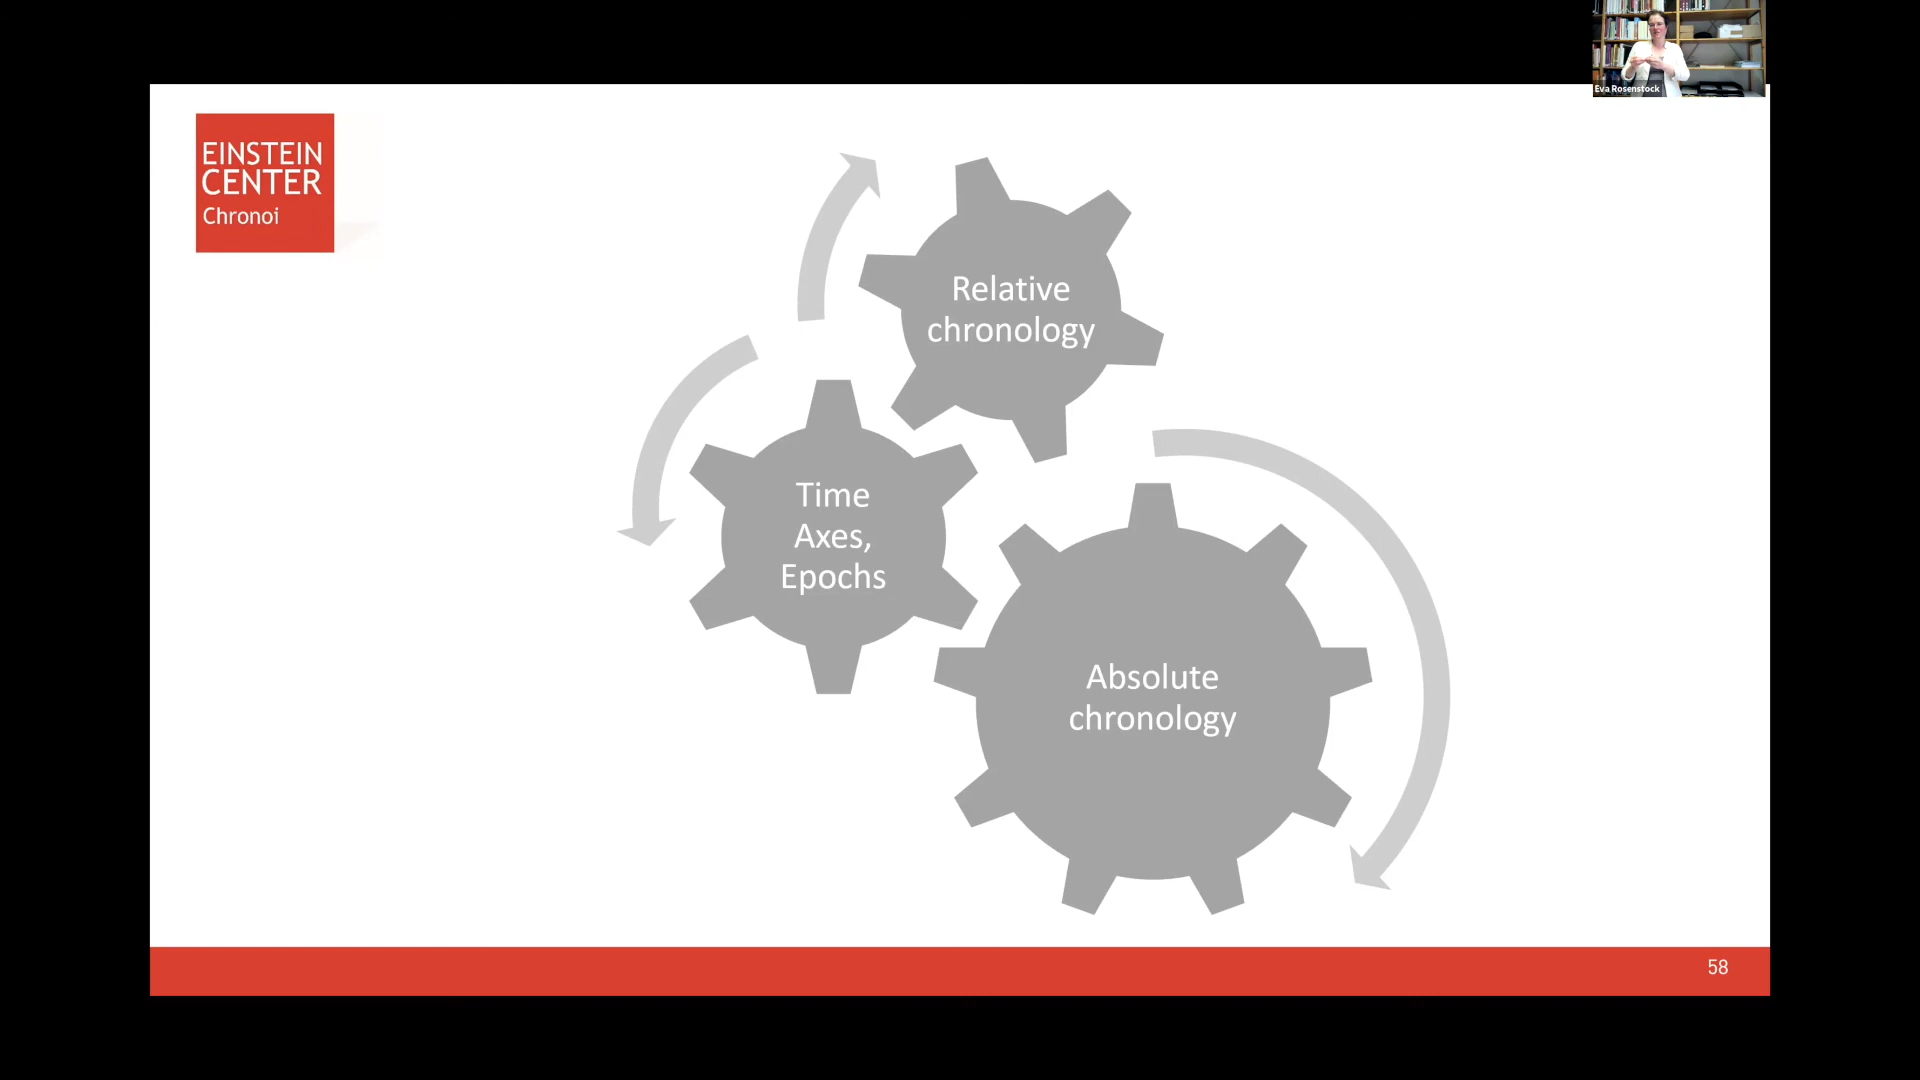 Eva Rosenstock
EINSTEIN
CENTER
Chronoi
Relative
chronology
Time
Axes,
Epochs
Absolute
chronology
58